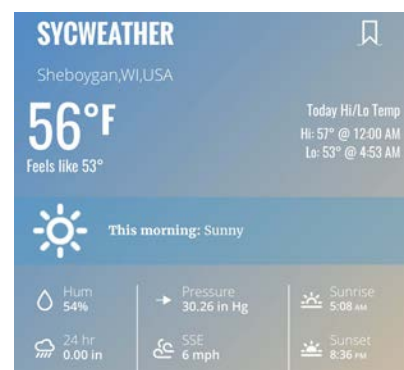 SYCWEATHER
Sheboygan,WI,USA
56°F
Feels like 53°
Today Hi/Lo Temp
Hi: 57° @ 12:00 AM
Lo: 53° @ 4:53 AM
This morning: Sunny
Hum
54%
Pressure
30.26 in Hg
Sunrise
5:08 AM
24 hr
0.00 in
SSE
6 mph
Sunset
8:36 PM